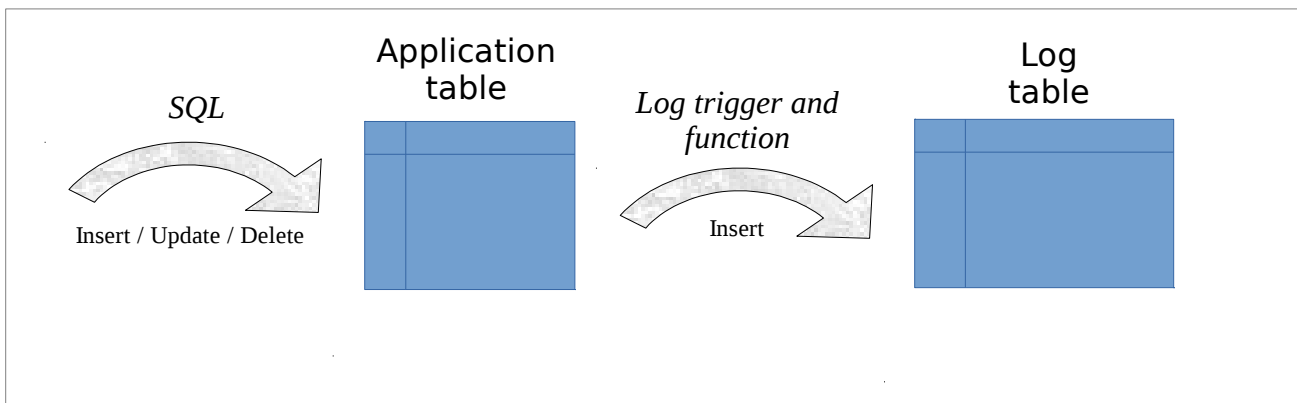 SQL
Insert / Update / Delete
Application
table
Log trigger and
function
Insert
Log
table